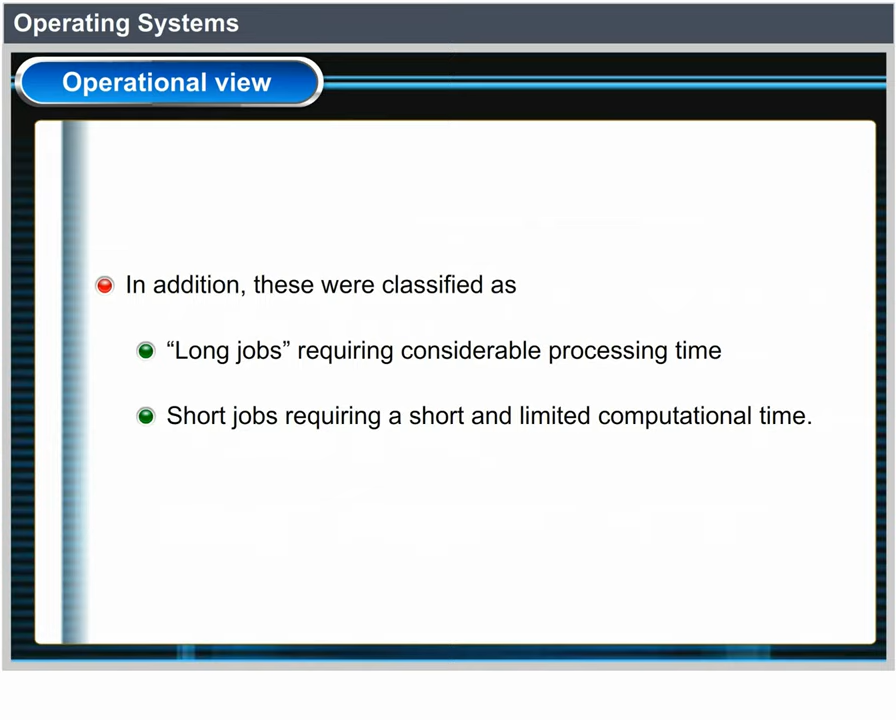 Operating Systems
Operational view
In addition, these were classified as
“Long jobs” requiring considerable processing time
Short jobs requiring a short and limited computational time.